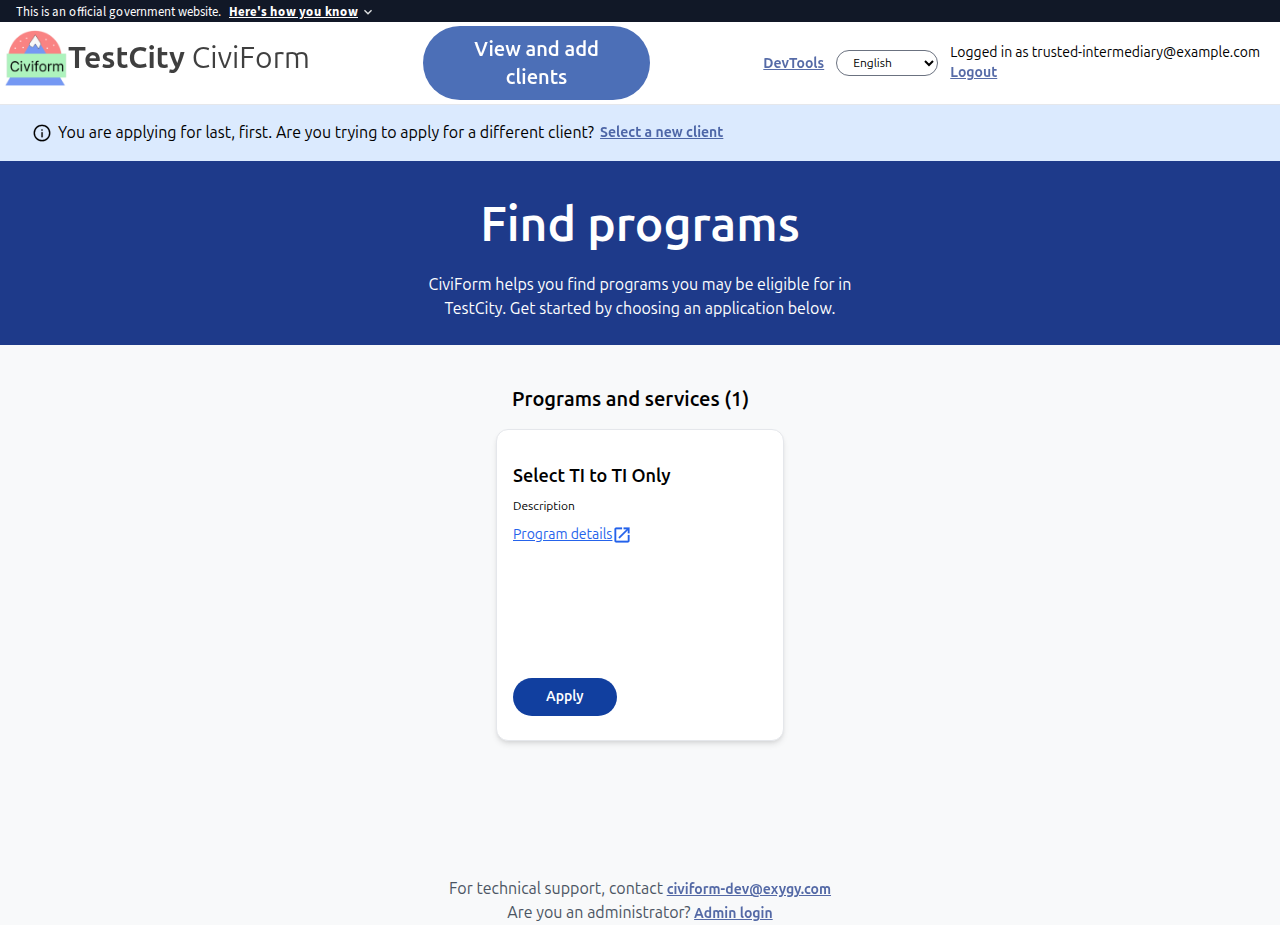 This is an official government website. Here's how you know
Civiform
TestCity CiviForm
View and add
clients
DevTools
English
Logged in as trusted-intermediary@example.com
Logout
You are applying for last, first. Are you trying to apply for a different client? Select a new client
Find programs
CiviForm helps you find programs you may be eligible for in
TestCity. Get started by choosing an application below.
Programs and services (1)
Select TI to TI Only
Description
Program details
Apply
For technical support, contact civiform-dev@exygy.com
Are you an administrator? Admin login